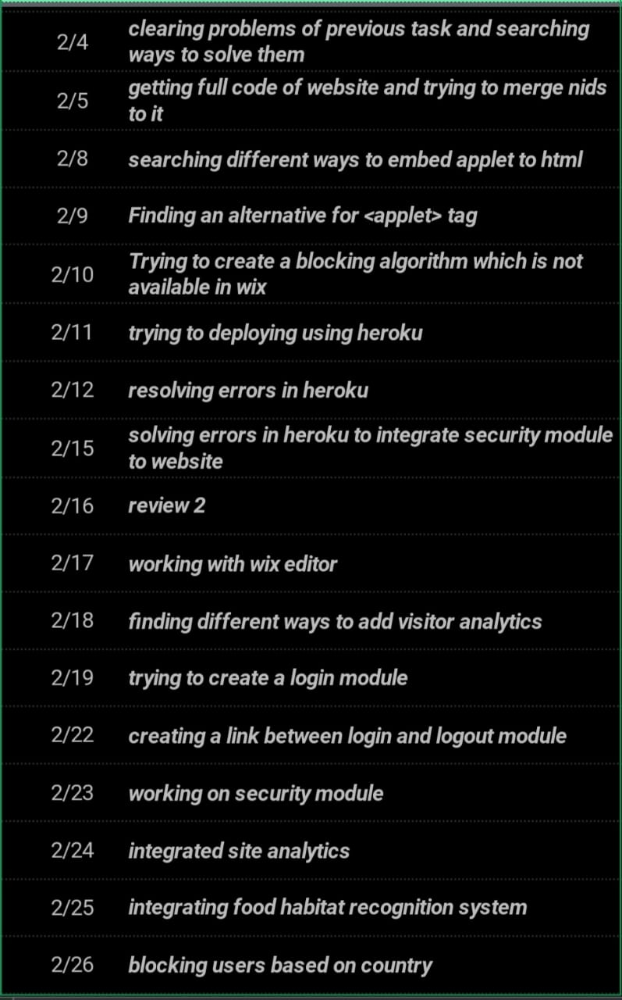 2/4 clearing problems of previous task and searching
ways to solve them
2/5 getting full code of website and trying to merge nids
to it
2/8 searching different ways to embed applet to html
2/9 Finding an alternative for <applet> tag
2/10 Trying to create a blocking algorithm which is not
available in wix
2/11 trying to deploying using heroku
2/12 resolving errors in heroku
2/15 solving errors in heroku to integrate security module
to website
2/16 review 2
2/17 working with wix editor
2/18 finding different ways to add visitor analytics
2/19 trying to create a login module
2/22 creating a link between login and logout module
2/23 working on security module
2/24 integrated site analytics
2/25 integrating food habitat recognition system
2/26 blocking users based on country